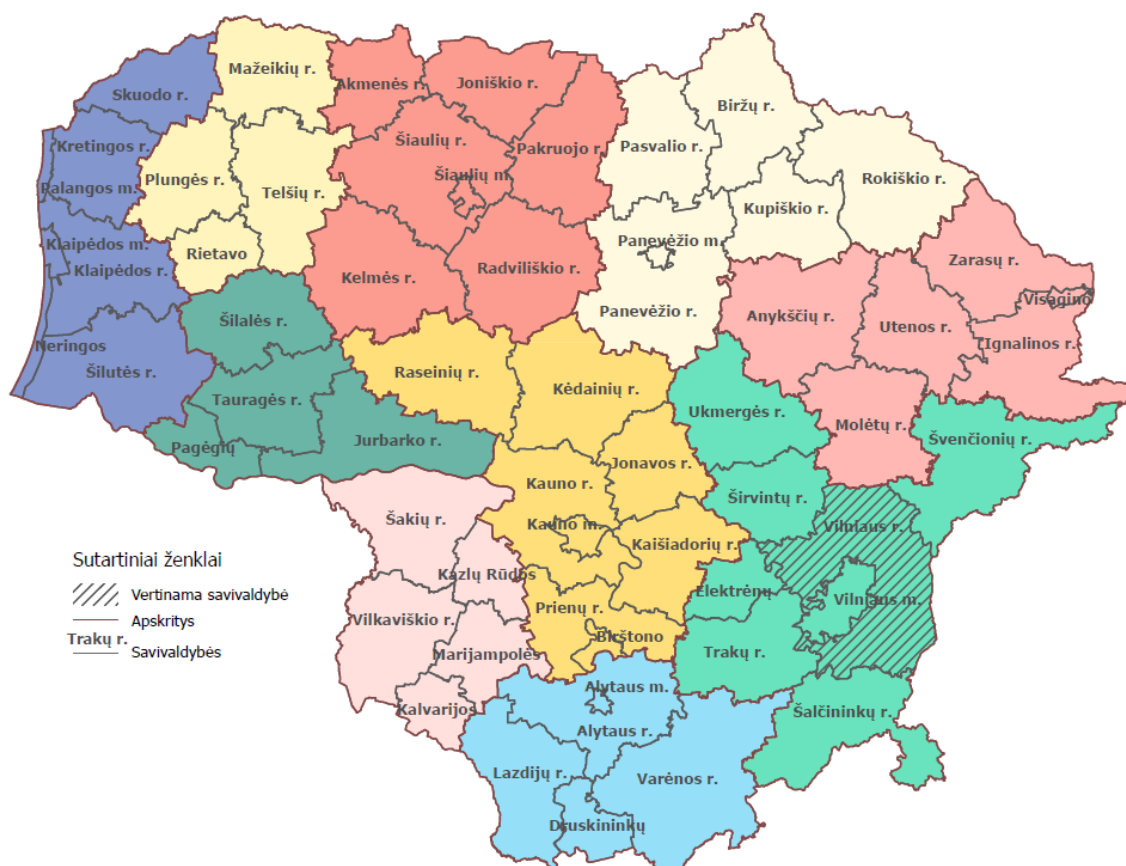 Mažeikių r.
Skuodo r.
Akmenės r.
Joniškio r.
Biržų r.
Kretingos r.
Šiaulių r.
Pakruojo r.
Pasvalio r.
Plungės r.
Telšių r.
Šiaulių m.
Rokiškio r.
Palangos m.
Kupiškio r.
Klaipėdos m.
Rietavo
Panevėžio m.
Klaipėdos r.
Kelmės r.
Radviliškio r.
Zarasų r.
Visagino
Šilalės r.
Panevėžio r.
Anykščių r.
Utenos r.
Ignalinos r.
Neringos
Šilutės r.
Raseinių r.
Kėdainių r.
Tauragės r.
Ukmergės r.
Molėtų r.
Švenčionių r.
Pagėgių
Jurbarko r.
Jonavos r.
Kauno r.
Širvintų r.
Šakių r.
Kauno m.
Vilniaus r.
Kaišiadorių r.
Kazlų Rūdos
Elektrėnų
Vilniaus m.
Prienų r.
Vilkaviškio r.
Birštono
Marijampolės
Trakų r.
Alytaus m.
Kalvarijos
Šalčininkų r.
Alytaus r.
Lazdijų r.
Varėnos r.
Druskininkų
Sutartiniai ženklai
Vertinama savivaldybė
Apskritys
Trakų r.
Savivaldybės